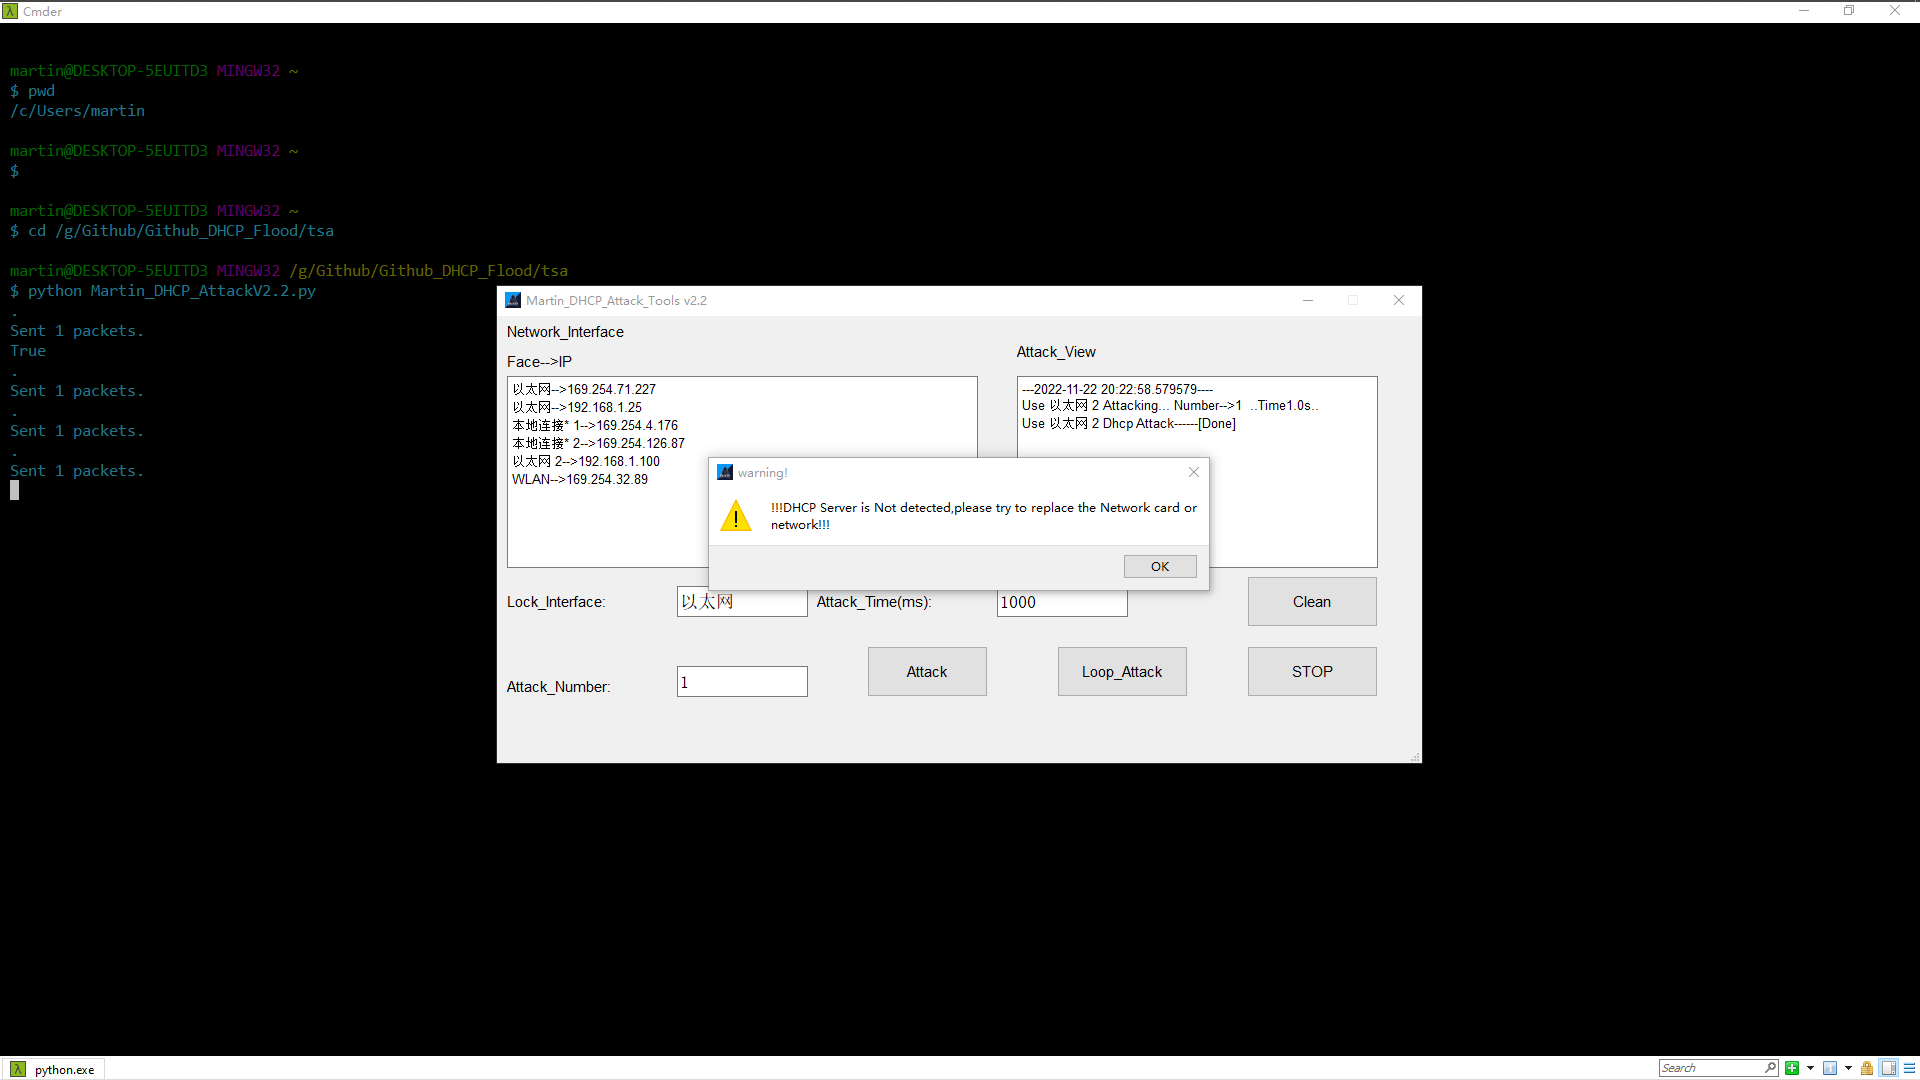 Cmder
martin@DESKTOP-5EUITD3 MINGW32 ~
$ pwd
/c/Users/martin
martin@DESKTOP-5EUITD3 MINGW32 ~
$
martin@DESKTOP-5EUITD3 MINGW32 ~
$ cd /g/Github/Github_DHCP_Flood/tsa
martin@DESKTOP-5EUITD3 MINGW32 /g/Github/Github_DHCP_Flood/tsa
$ python Martin_DHCP_AttackV2.2.py
.
Sent 1 packets.
True
.
Sent 1 packets.
.
Sent 1 packets.
.
Sent 1 packets.
Martin_DHCP_Attack_Tools v2.2
Network_Interface
Face-->IP
以太网-->169.254.71.227
以太网-->192.168.1.25
本地连接* 1-->169.254.4.176
本地连接* 2-->169.254.126.87
以太网 2-->192.168.1.100
WLAN-->169.254.32.89
Attack_View
---2022-11-22 20:22:58.579579----
Use 以太网 2 Attacking... Number-->1  ..Time1.0s..
Use 以太网 2 Dhcp Attack------[Done]
warning!
!!!DHCP Server is Not detected,please try to replace the Network card or
network!!!
OK
Lock_Interface:
以太网
Attack_Time(ms):
1000
Clean
Attack_Number:
1
Attack
Loop_Attack
STOP
python.exe
Search